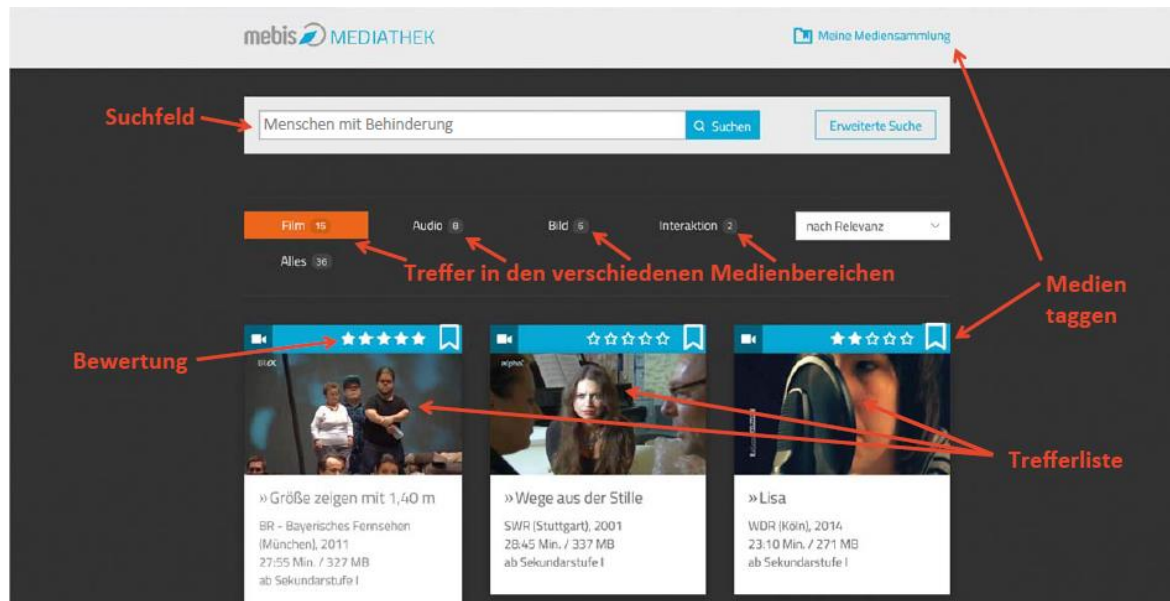 mebis MEDIATHEK
Meine Mediensammlung
Suchfeld
Menschen mit Behinderung
Suchen
Erweiterte Suche
Film 15
Audio 8
Bild 6
Interaktion 2
nach Relevanz
Alles 36
Treffer in den verschiedenen Medienbereichen
Medien
taggen
Bewertung
alpha
Trefferliste
»Größe zeigen mit 1,40 m
BR - Bayerisches Fernsehen
(München), 2011
27:55 Min. / 327 MB
ab Sekundarstufe I
»Wege aus der Stille
SWR (Stuttgart), 2001
28:45 Min. / 337 MB
ab Sekundarstufe I
»Lisa
WDR (Köln), 2014
23:10 Min. / 271 MB
ab Sekundarstufe I